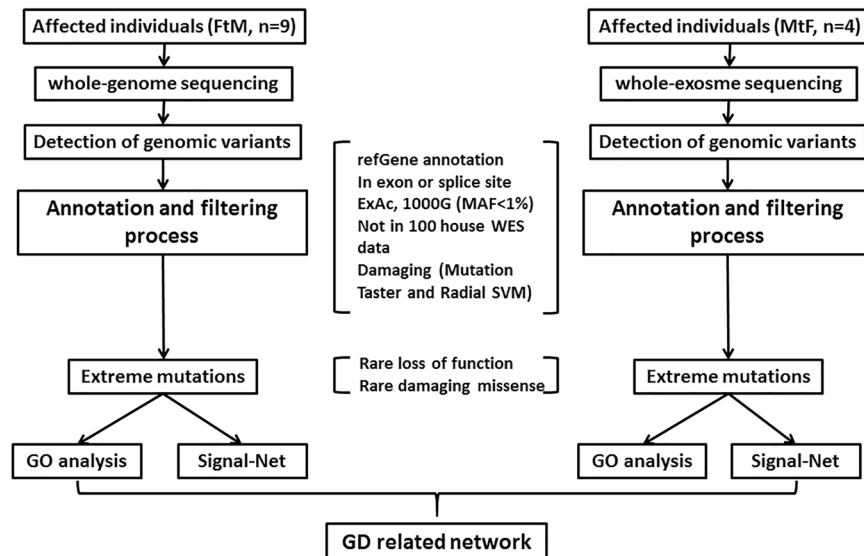 Affected individuals (FtM, n=9)
whole-genome sequencing
Detection of genomic variants
Annotation and filtering
process
Extreme mutations
GO analysis
Signal-Net
refGene annotation
In exon or splice site
ExAc, 1000G (MAF<1%)
Not in 100 house WES
data
Damaging (Mutation
Taster and Radial SVM)
Rare loss of function
Rare damaging missense
Affected individuals (MtF, n=4)
whole-exosme sequencing
Detection of genomic variants
Annotation and filtering
process
Extreme mutations
GO analysis
Signal-Net
GD related network